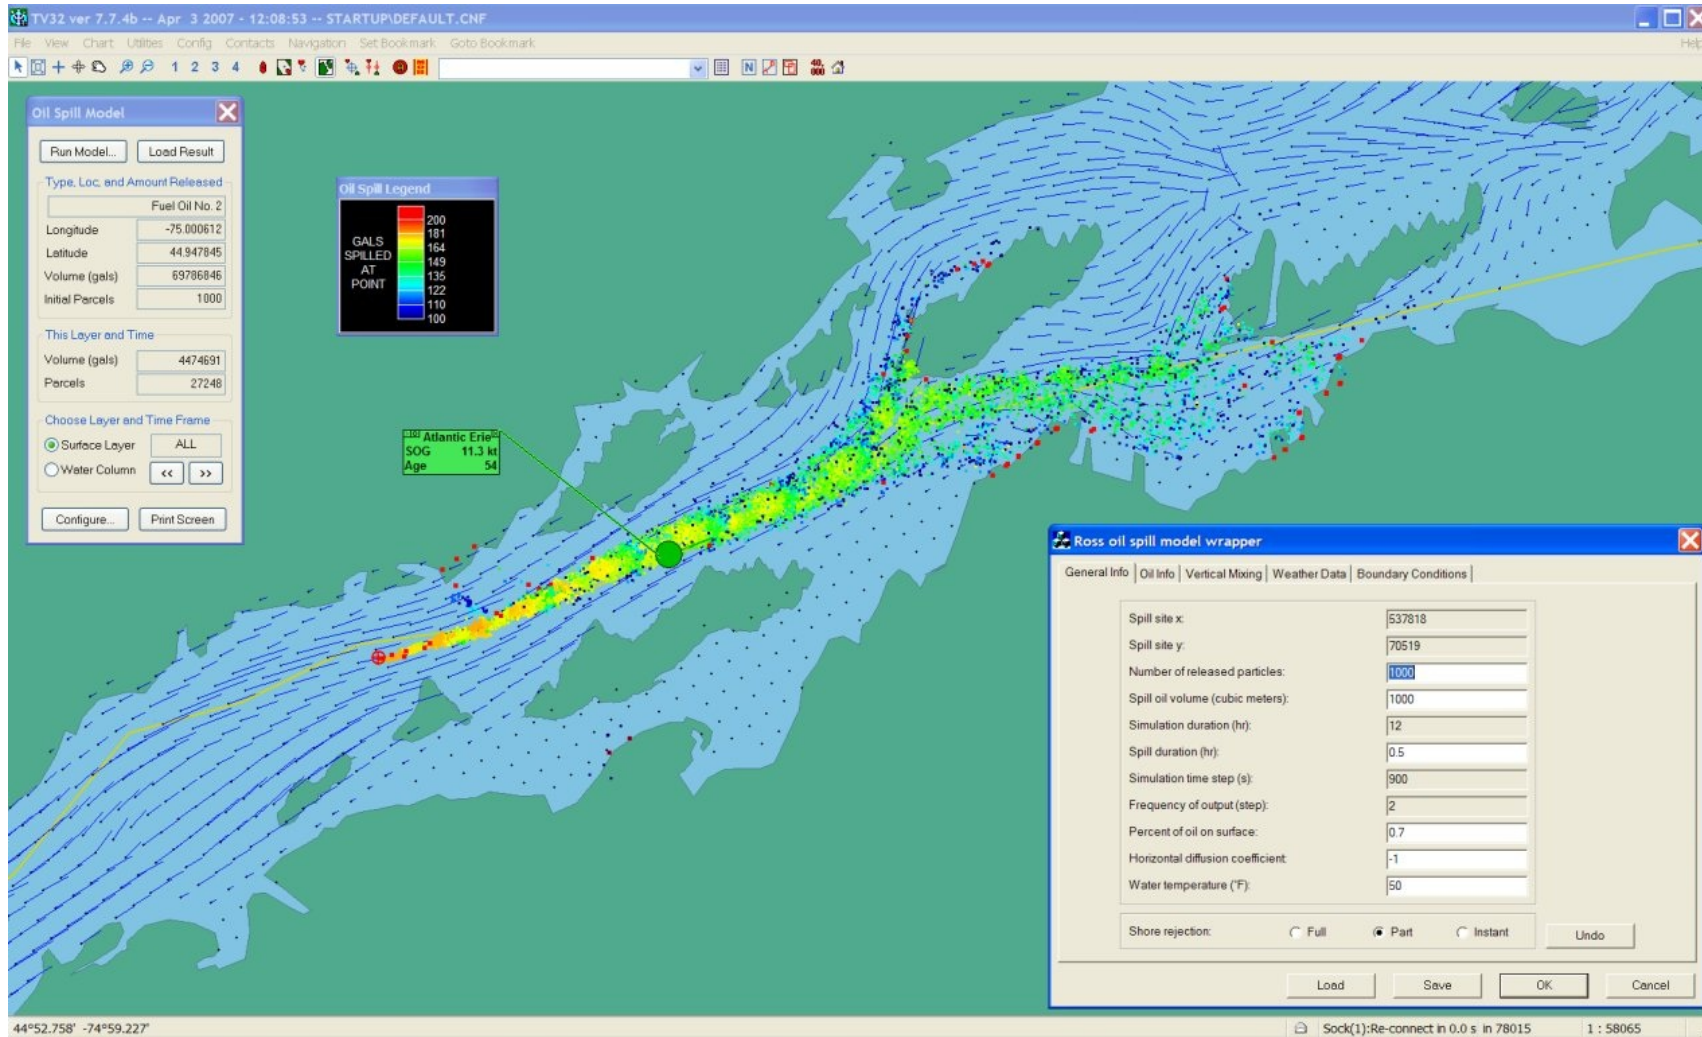 TV32 ver 7.7.4b -- Apr 3 2007 - 12:08:53 -- STARTUP\DEFAULT.CNF
File View Chart Utilities Config Contacts Navigation Set Bookmark Goto Bookmark Help
1 2 3 4
Oil Spill Model
Run Model... Load Result
Type, Loc, and Amount Released
Fuel Oil No. 2
Longitude -75.000612
Latitude 44.947845
Volume (gals) 69786846
Initial Parcels 1000
This Layer and Time
Volume (gals) 4474691
Parcels 27248
Choose Layer and Time Frame
Surface Layer ALL
Water Column << >>
Configure... Print Screen
Oil Spill Legend
GALS
SPILLED
AT
POINT
200
181
164
149
135
122
110
100
Atlantic Erie
SOG 11.3 kt
Age 54
Ross oil spill model wrapper
General Info Oil Info Vertical Mixing Weather Data Boundary Conditions
Spill site x: 537818
Spill site y: 70519
Number of released particles: 1000
Spill oil volume (cubic meters): 1000
Simulation duration (hr): 12
Spill duration (hr): 0.5
Simulation time step (s): 900
Frequency of output (step): 2
Percent of oil on surface: 0.7
Horizontal diffusion coefficient: -1
Water temperature (°F): 50
Shore rejection: Full Part Instant
Undo
Load Save OK Cancel
44°52.758' -74°59.227' Sock(1):Re-connect in 0.0 s in 78015 1 : 58065